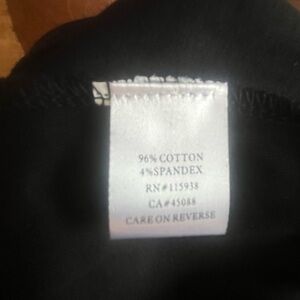 96% COTTON
4%SPANDEX
RN#115938
CA#45088
CARE ON REVERSE